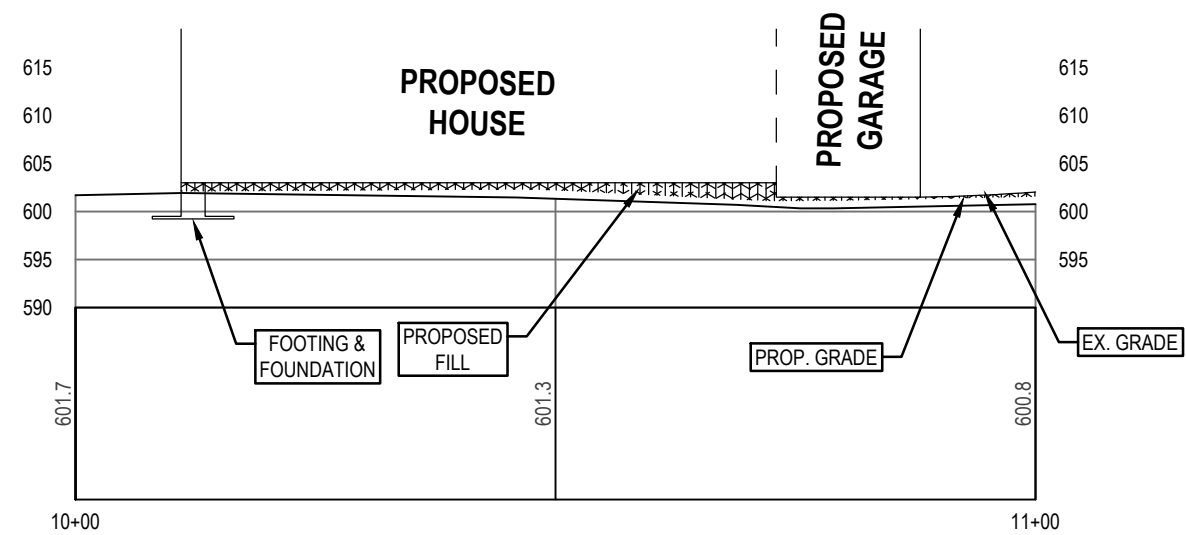 PROPOSED
HOUSE
PROPOSED
GARAGE
615
610
605
600
595
590
615
610
605
600
595
FOOTING &
FOUNDATION
PROPOSED
FILL
PROP. GRADE
EX. GRADE
601.7
601.3
600.8
10+00
11+00